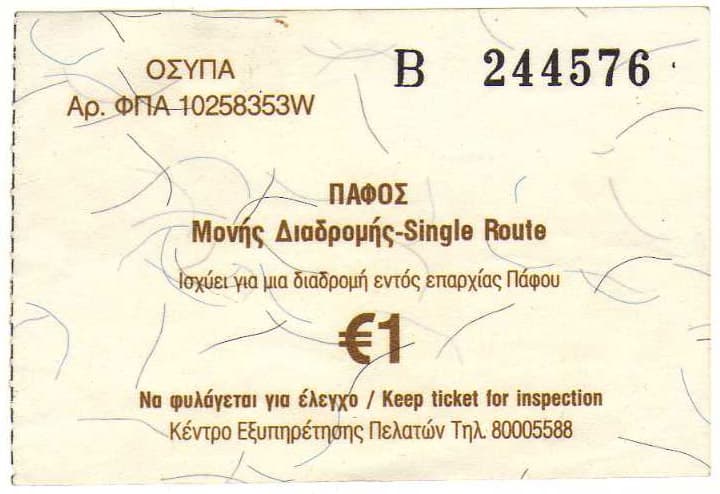 ΟΣΥΠΑ
Αρ. ΦΠΑ 10258353W
B 244576
ΠΑΦΟΣ
Μονής Διαδρομής-Single Route
Ισχύει για μια διαδρομή εντός επαρχίας Πάφου
€1
Να φυλάγεται για έλεγχο / Keep ticket for inspection
Κέντρο Εξυπηρέτησης Πελατών Τηλ. 80005588